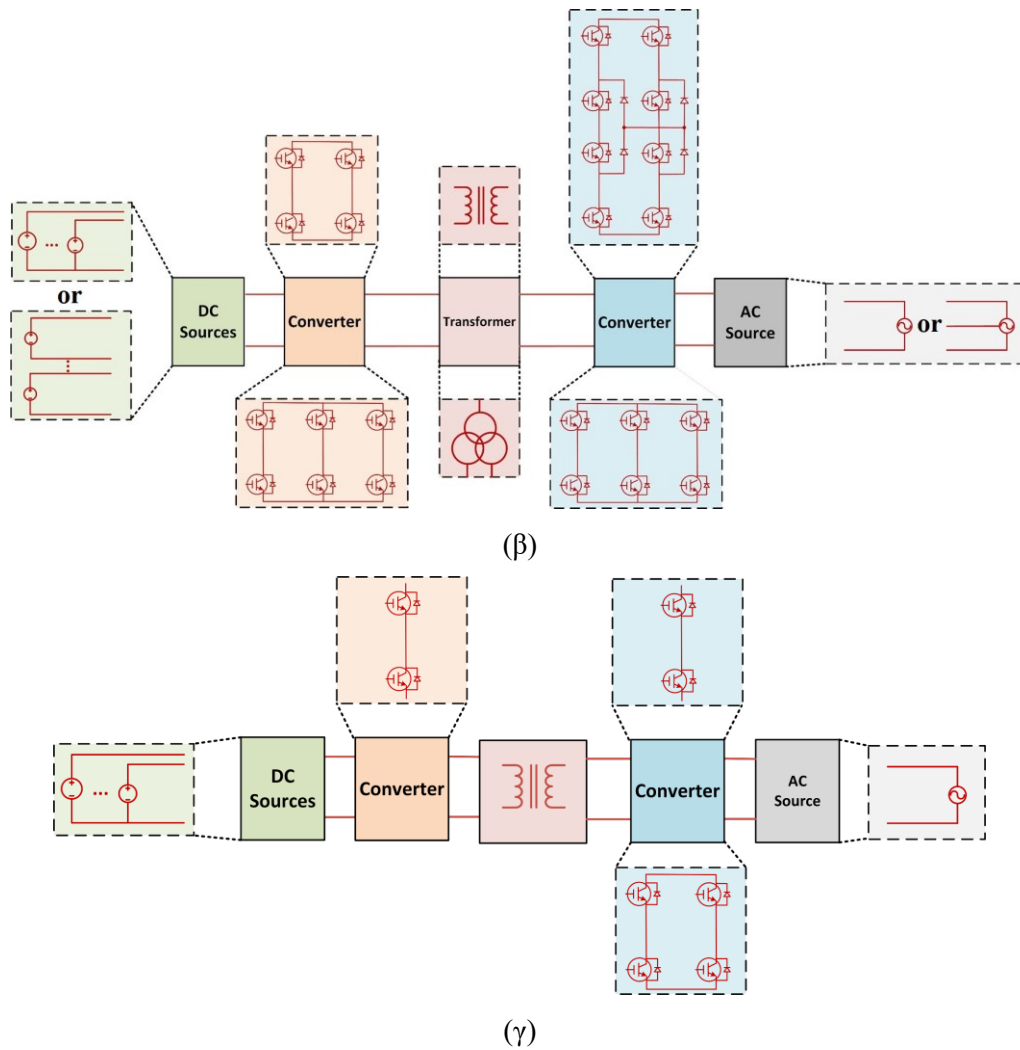 ...
or
DC
Sources
Converter
Transformer
Converter
AC
Source
or
...
(β)
...
DC
Sources
Converter
Converter
AC
Source
(γ)